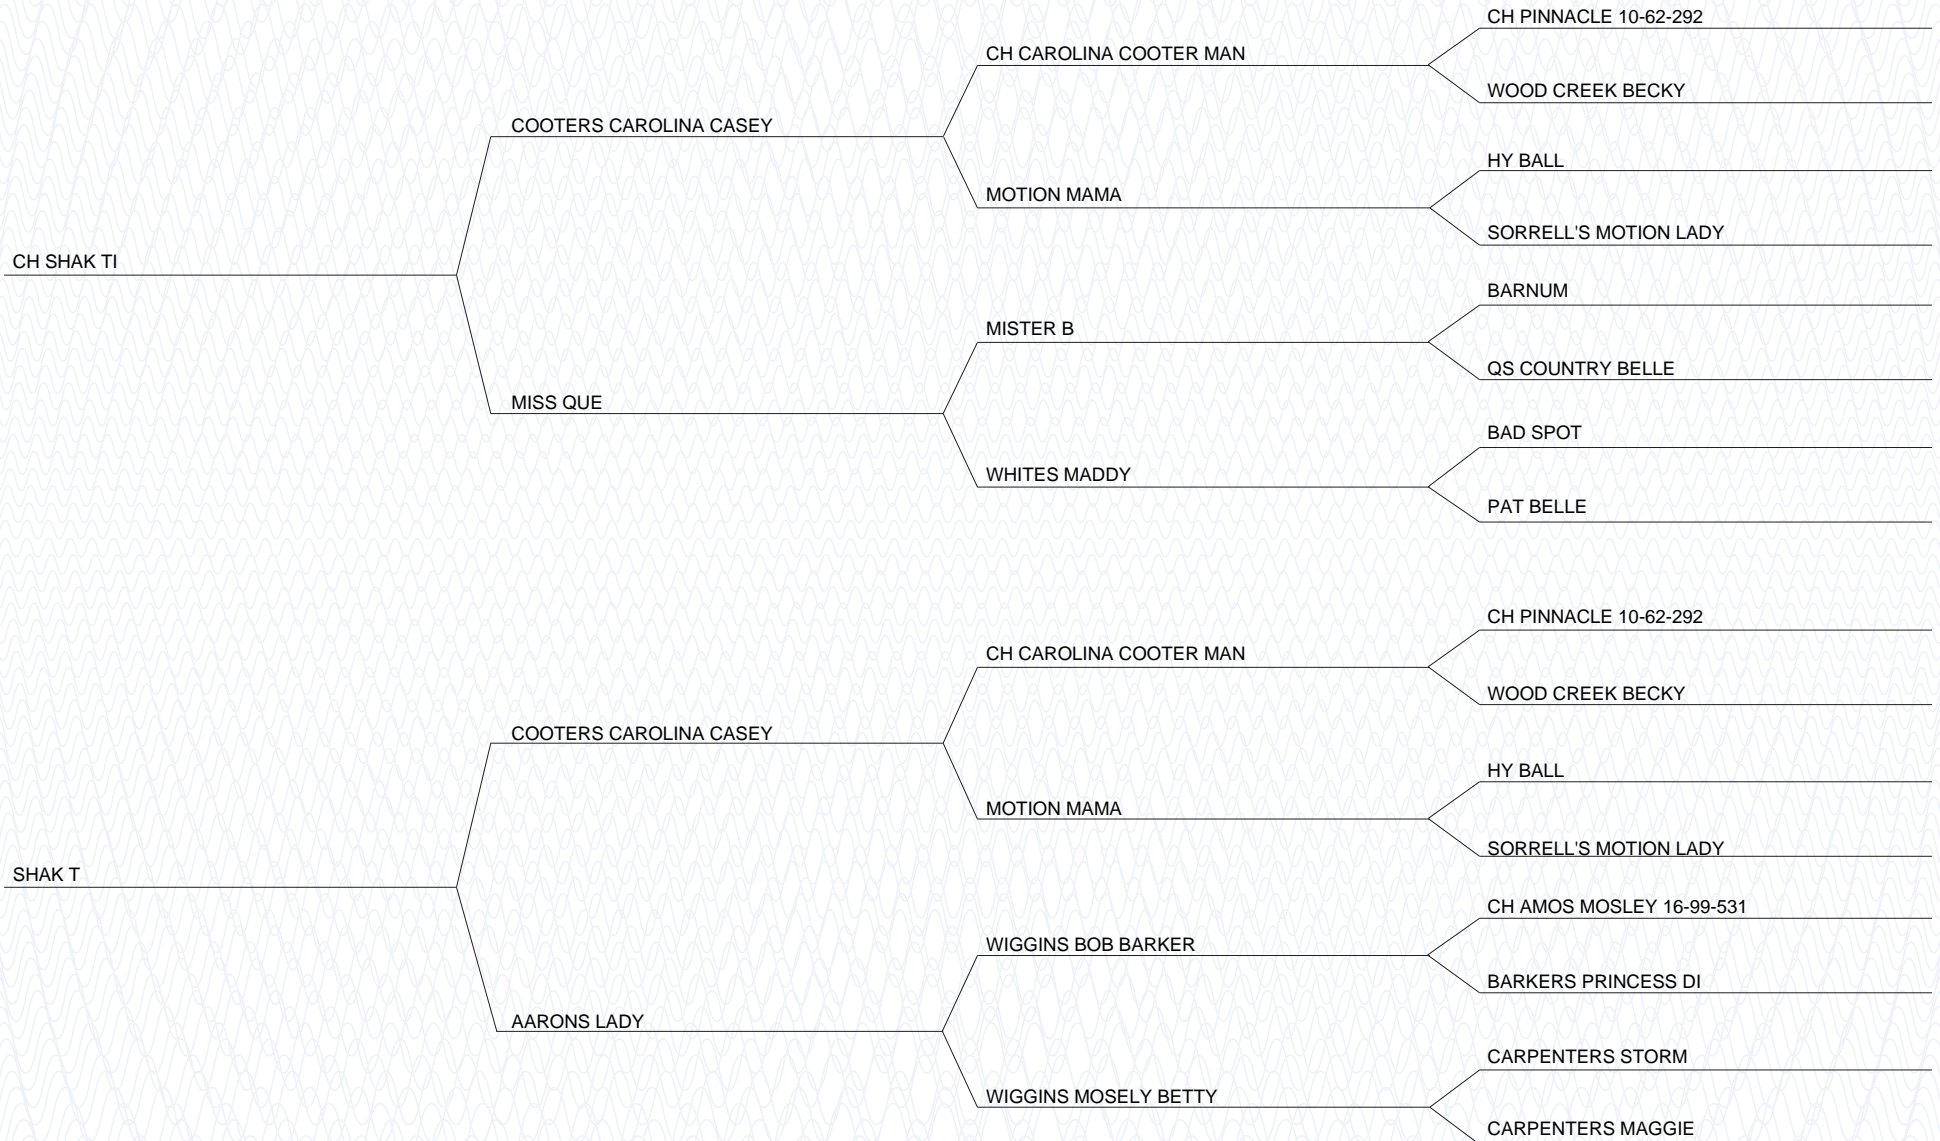 CH PINNACLE 10-62-292
CH CAROLINA COOTER MAN
WOOD CREEK BECKY
COOTERS CAROLINA CASEY
HY BALL
MOTION MAMA
SORRELL'S MOTION LADY
CH SHAK TI
BARNUM
MISTER B
QS COUNTRY BELLE
MISS QUE
BAD SPOT
WHITES MADDY
PAT BELLE
CH PINNACLE 10-62-292
CH CAROLINA COOTER MAN
WOOD CREEK BECKY
COOTERS CAROLINA CASEY
HY BALL
MOTION MAMA
SORRELL'S MOTION LADY
SHAK T
CH AMOS MOSLEY 16-99-531
WIGGINS BOB BARKER
BARKERS PRINCESS DI
AARONS LADY
CARPENTERS STORM
WIGGINS MOSELY BETTY
CARPENTERS MAGGIE